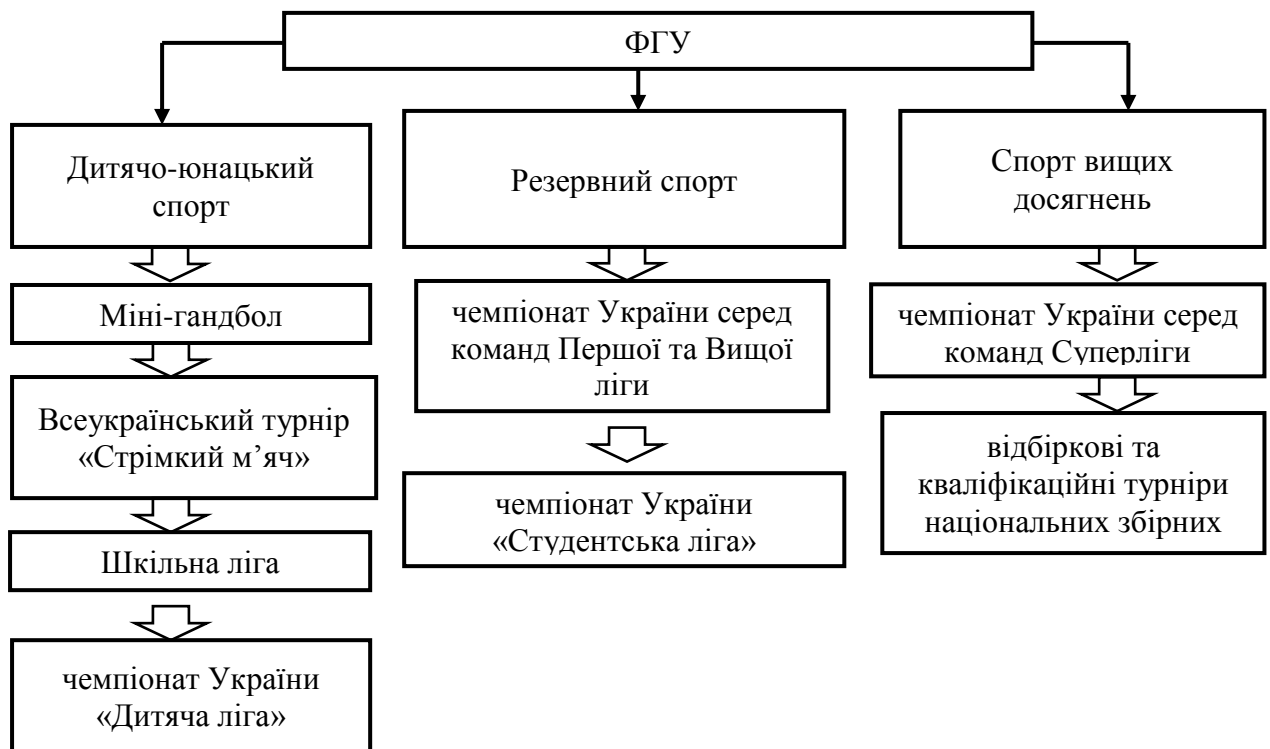 ФГУ
Дитячо-юнацький
спорт
Міні-гандбол
Всеукраїнський турнір
«Стрімкий м’яч»
Шкільна ліга
чемпіонат України
«Дитяча ліга»
Резервний спорт
чемпіонат України серед
команд Першої та Вищої
ліги
чемпіонат України
«Студентська ліга»
Спорт вищих
досягнень
чемпіонат України серед
команд Суперліги
відбіркові та
кваліфікаційні турніри
національних збірних